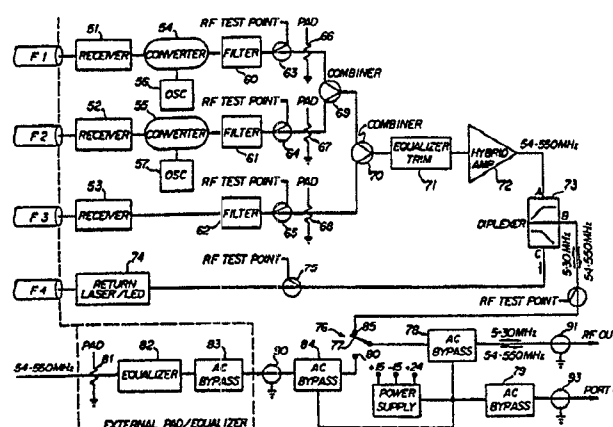 RF TEST POINT PAD 66
51 54
F1 RECEIVER CONVERTER FILTER
56 OSC 60 63 COMBINER
69
RF TEST POINT PAD
52 55
F2 RECEIVER CONVERTER FILTER COMBINER
57 OSC 61 64 67
70 EQUALIZER TRIM 71 HYBRID AMP 72 54-550MHz
RF TEST POINT PAD
53
F3 RECEIVER FILTER
62 65 68
A 73
DIPLEXER B
C
5-30MHz
54-550MHz
74 RF TEST POINT
F4 RETURN LASER/LED 75
RF TEST POINT
76 85 78
77 AC BYPASS 5-30MHz 91 RF OU
54-550MHz
PAD 82 83 84 80
54-550MHz 81 EQUALIZER AC BYPASS 90 AC BYPASS
+15 -15 +24 79
POWER SUPPLY AC BYPASS 93 PORT
EXTERNAL PAD/EQUALIZER